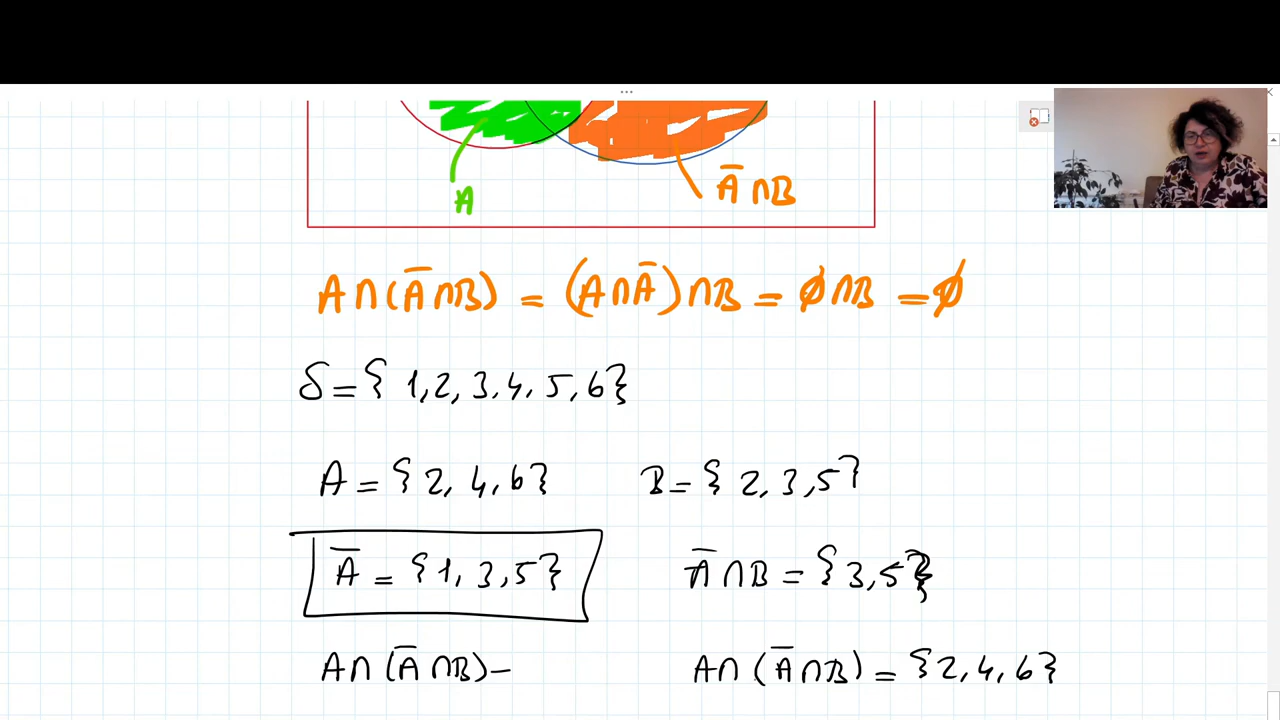 A
Ā∩B
A∩(Ā∩B) = (A∩Ā)∩B = ∅∩B = ∅
S = { 1, 2, 3, 4, 5, 6}
A = {2, 4, 6}
B = { 2, 3, 5}
Ā = {1, 3, 5}
Ā∩B = {3, 5}
A∩(Ā∩B) –
A∩(Ā∩B) = {2, 4, 6}